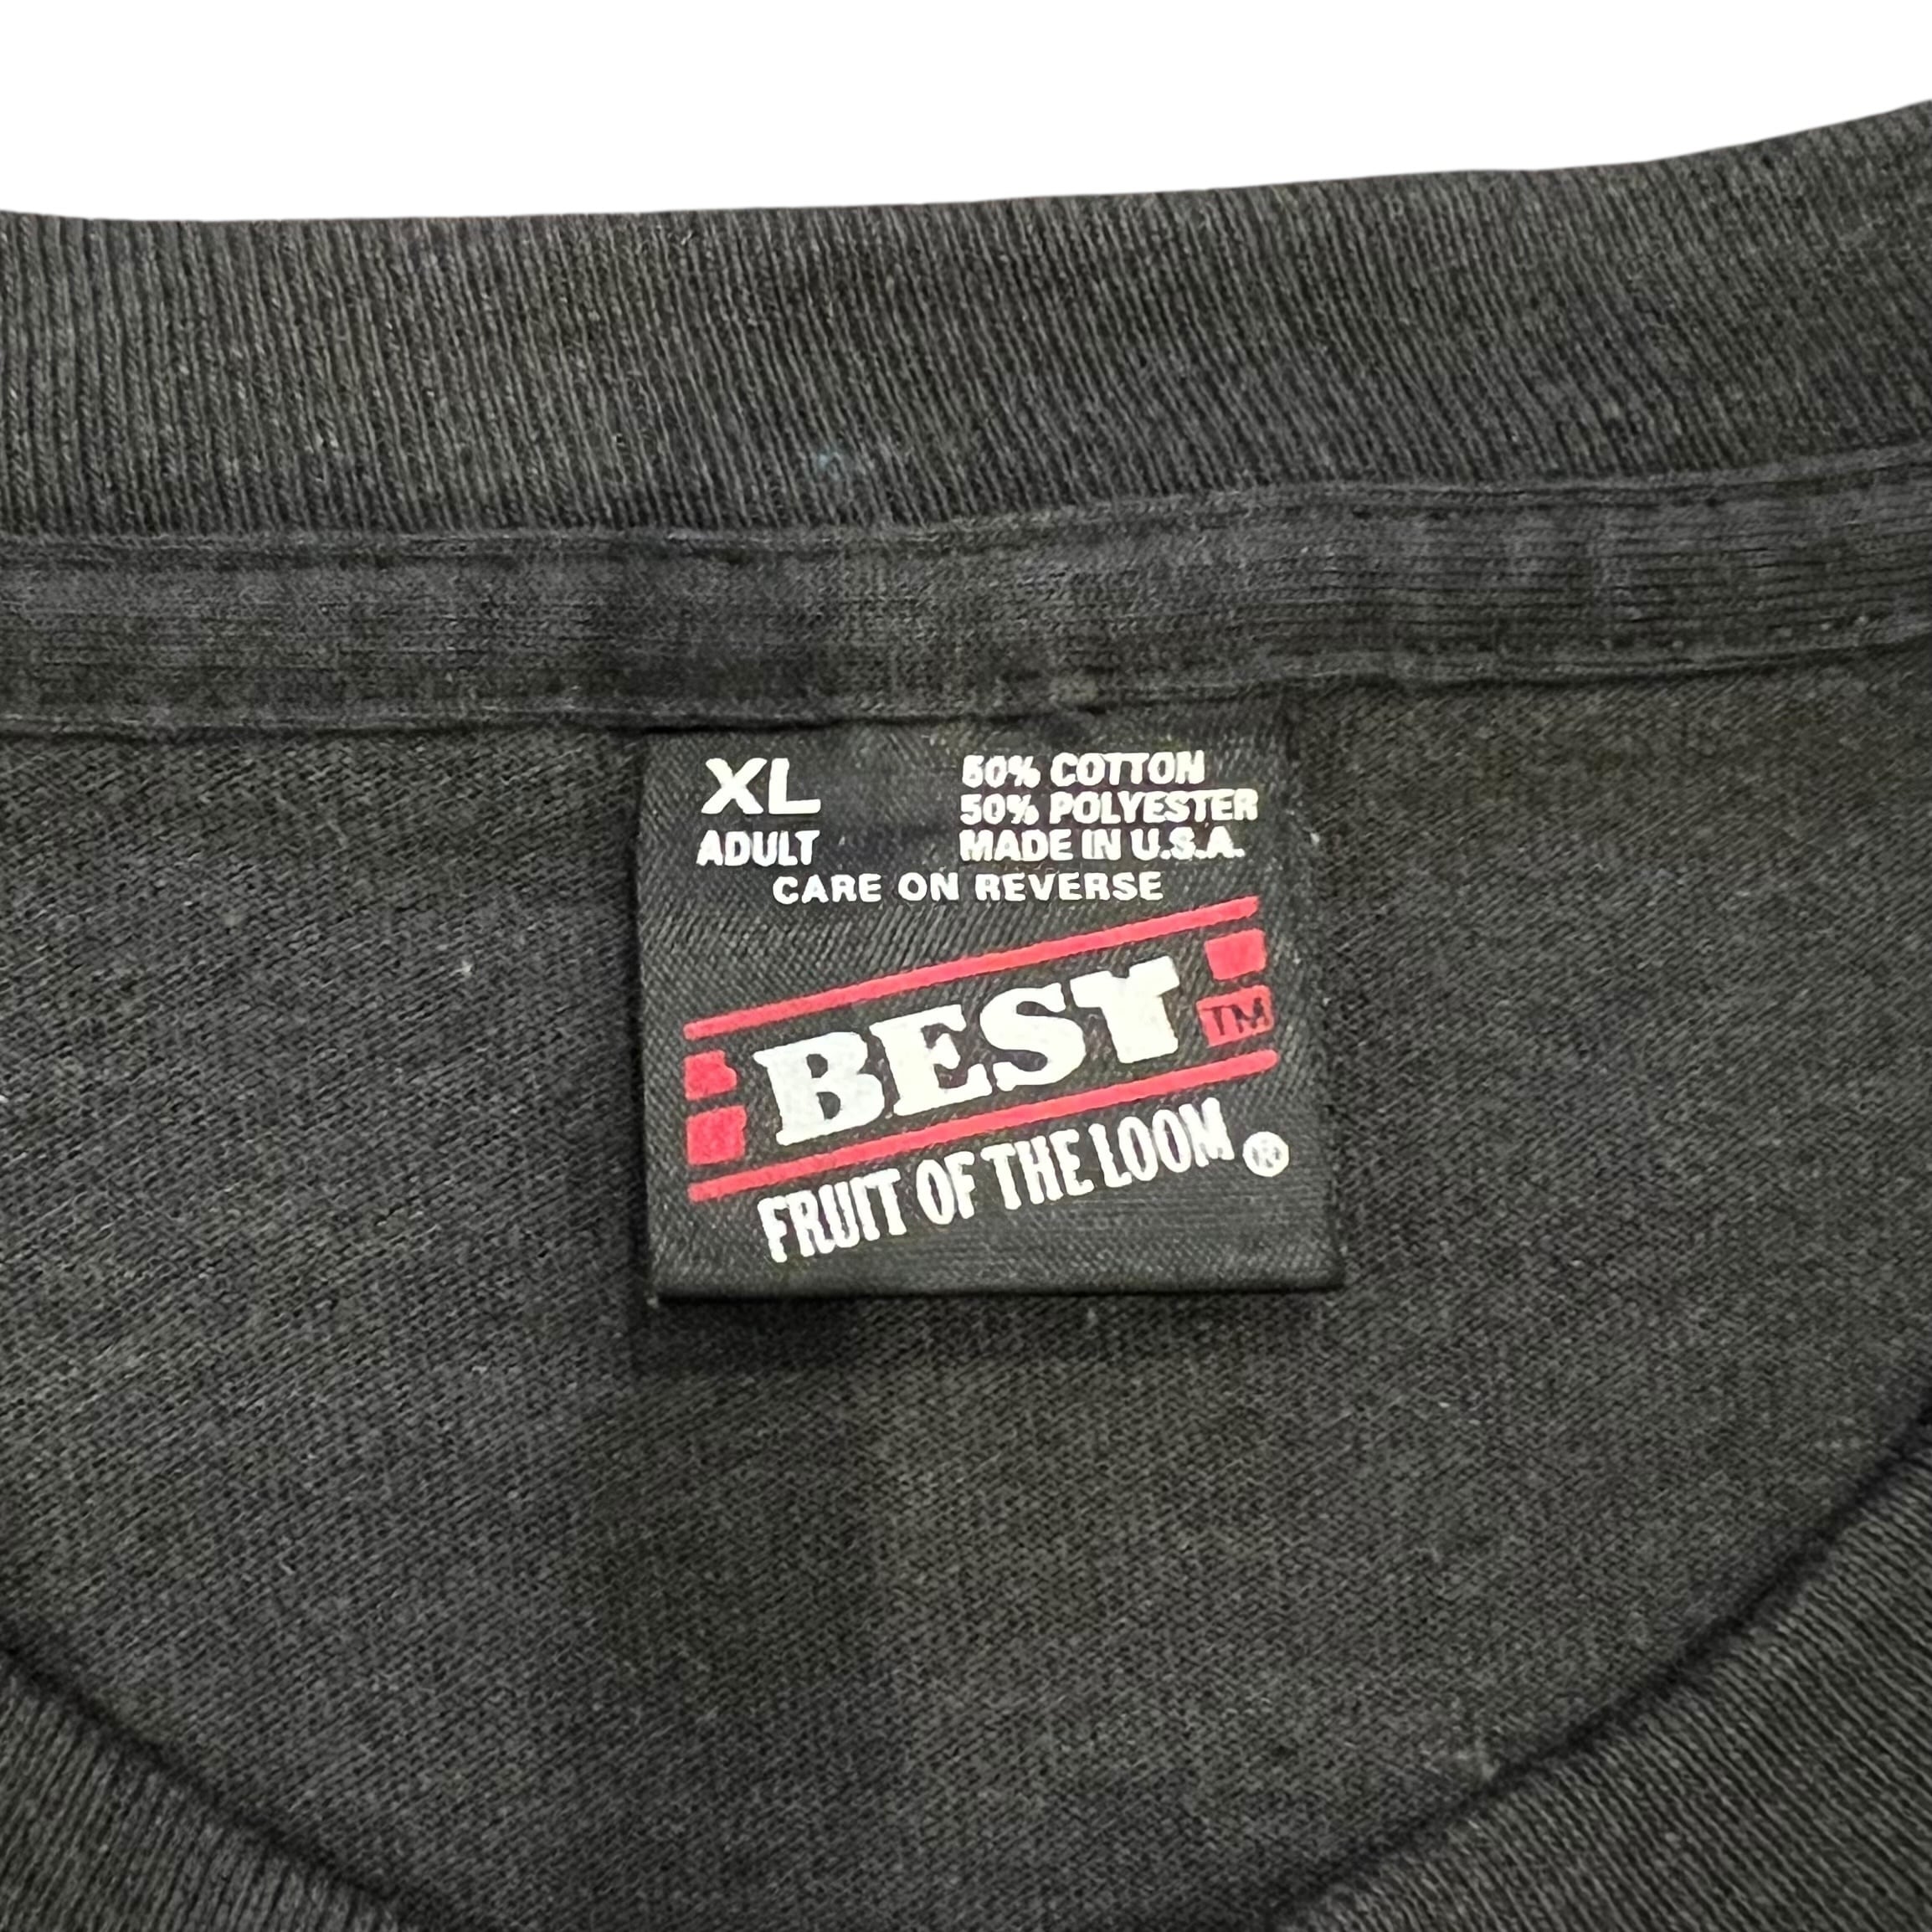 XL
ADULT
50% COTTON
50% POLYESTER
MADE IN U.S.A.
CARE ON REVERSE
BEST
TM
FRUIT OF THE LOOM ®